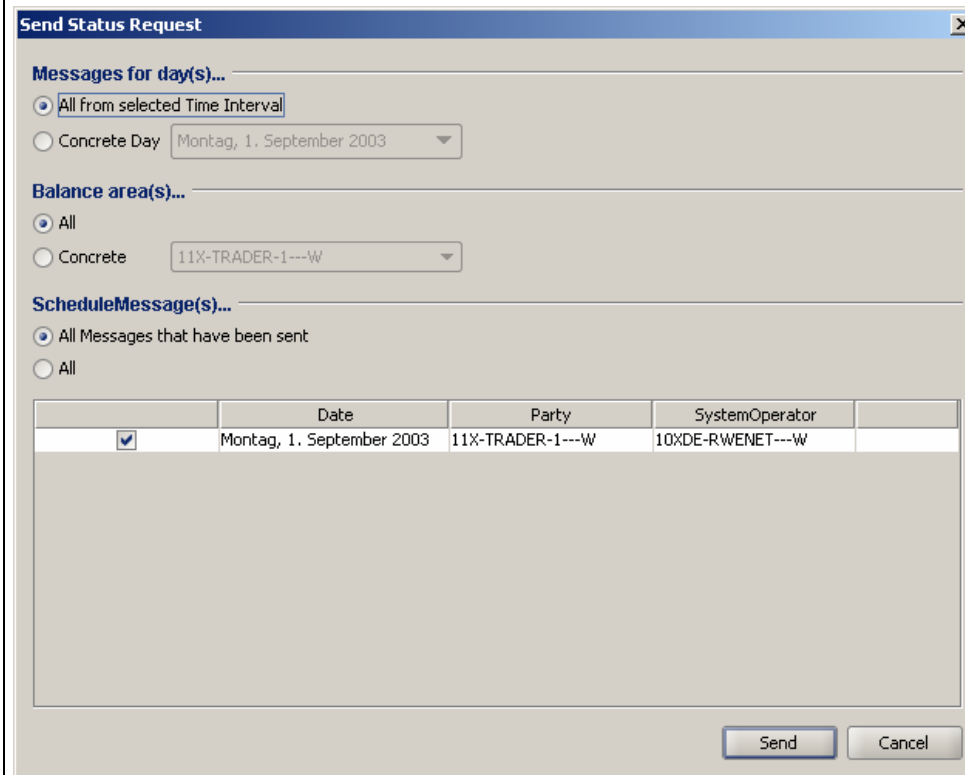 Send Status Request
Messages for day(s)...
All from selected Time Interval
Concrete Day Montag, 1. September 2003
Balance area(s)...
All
Concrete 11X-TRADER-1---W
ScheduleMessage(s)...
All Messages that have been sent
All
Date Party SystemOperator
Montag, 1. September 2003 11X-TRADER-1---W 10XDE-RWENET---W
Send Cancel